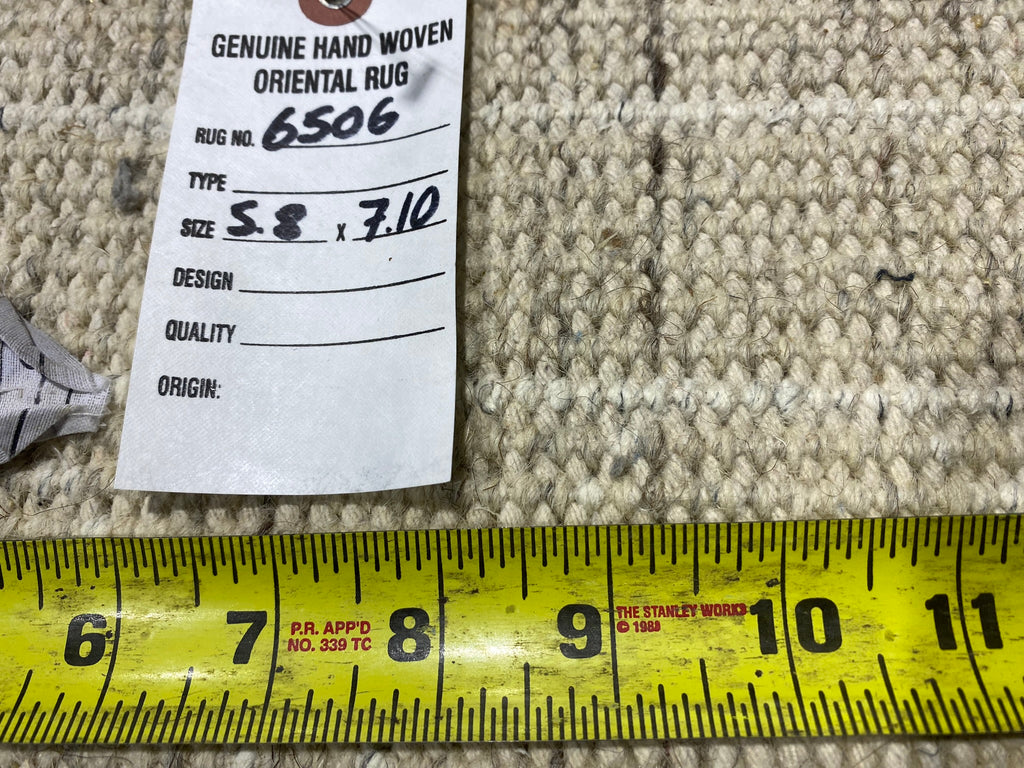 GENUINE HAND WOVEN
ORIENTAL RUG
RUG NO. 6506
TYPE
SIZE 5.8 X 7.10
DESIGN
QUALITY
ORIGIN:
6 7 8 9 10 11
P.R. APP'D
NO. 339 TC
THE STANLEY WORKS